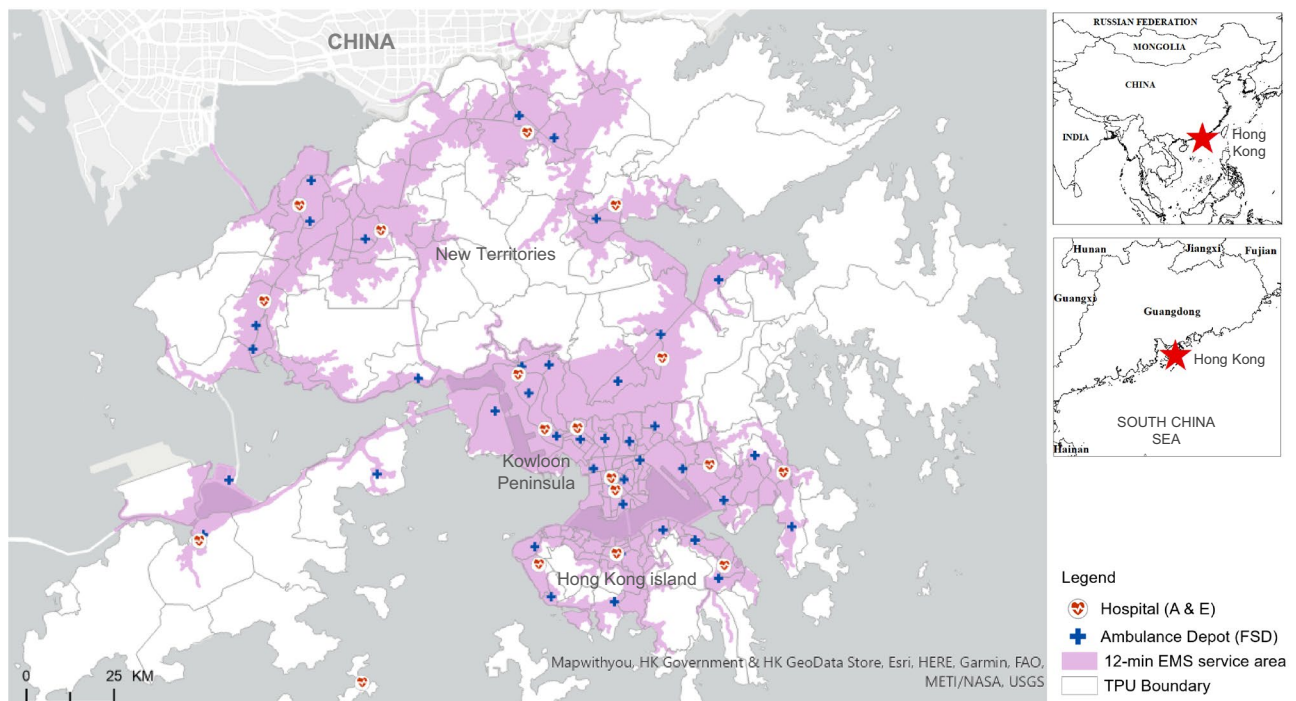 CHINA
New Territories
Kowloon
Peninsula
Hong Kong island
0 25 KM
Mapwithyou, HK Government & HK GeoData Store, Esri, HERE, Garmin, FAO,
METI/NASA, USGS
RUSSIAN FEDERATION
MONGOLIA
CHINA
INDIA
Hong
Kong
Hunan
Jiangxi
Fujian
Guangxi
Guangdong
Hong Kong
SOUTH CHINA
SEA
Hainan
Legend
Hospital (A & E)
Ambulance Depot (FSD)
12-min EMS service area
TPU Boundary